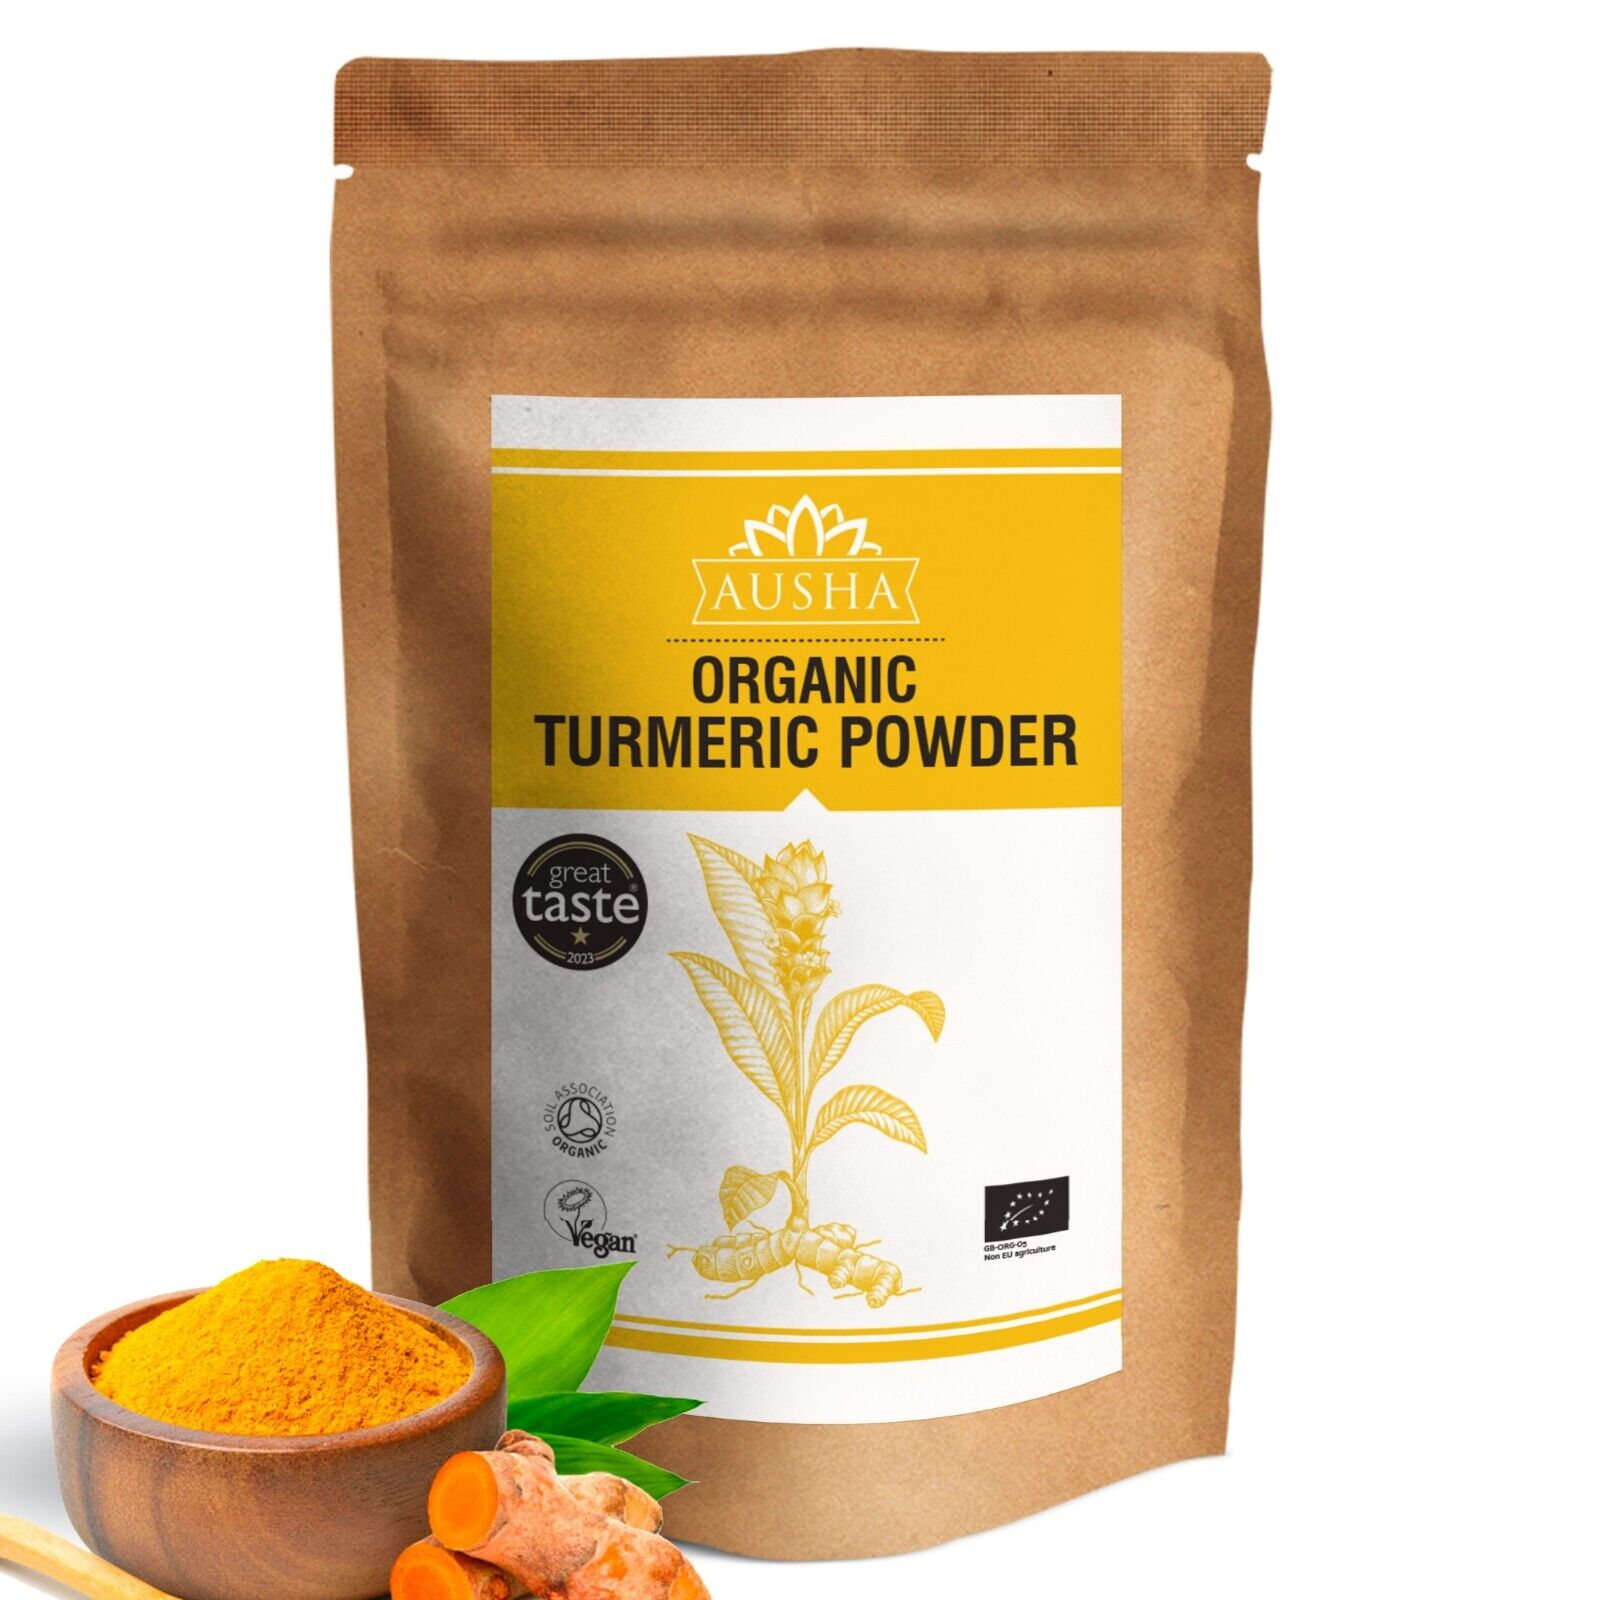 AUSHA
ORGANIC
TURMERIC POWDER
great
taste®
2023
SOIL ASSOCIATION
ORGANIC
Vegan
GB-ORG-05
Non EU agriculture